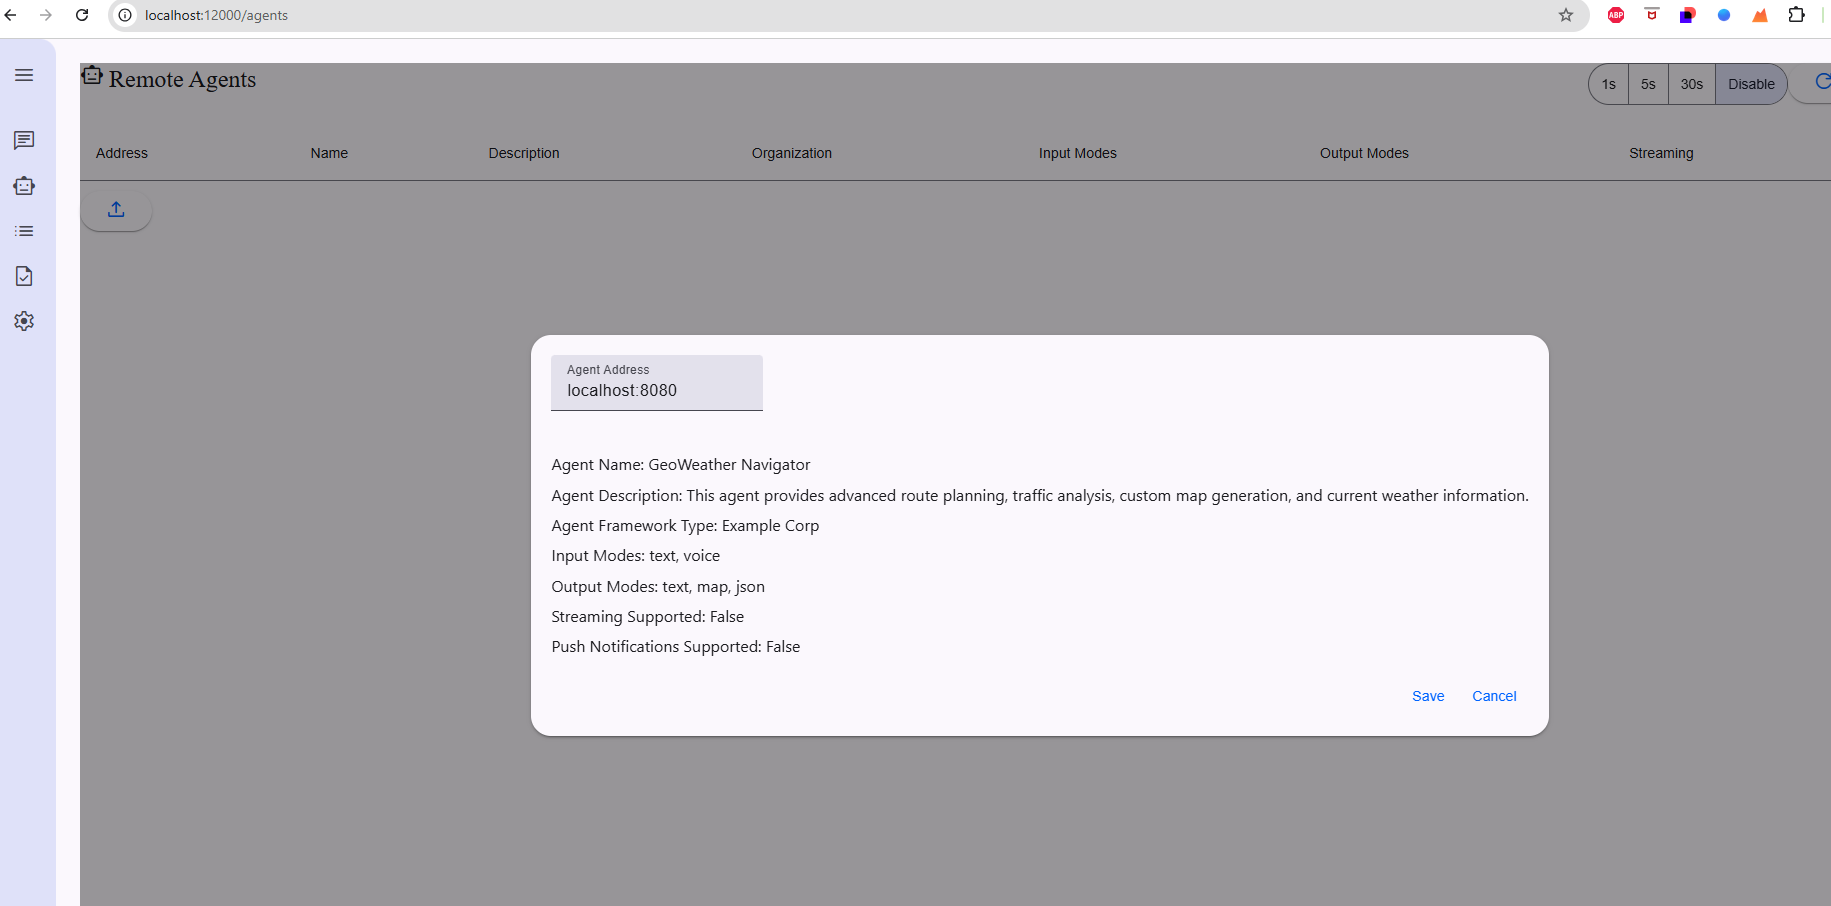 localhost:12000/agents
ABP
Remote Agents
1s 5s 30s Disable
Address Name Description Organization Input Modes Output Modes Streaming
Agent Address
localhost:8080
Agent Name: GeoWeather Navigator
Agent Description: This agent provides advanced route planning, traffic analysis, custom map generation, and current weather information.
Agent Framework Type: Example Corp
Input Modes: text, voice
Output Modes: text, map, json
Streaming Supported: False
Push Notifications Supported: False
Save Cancel